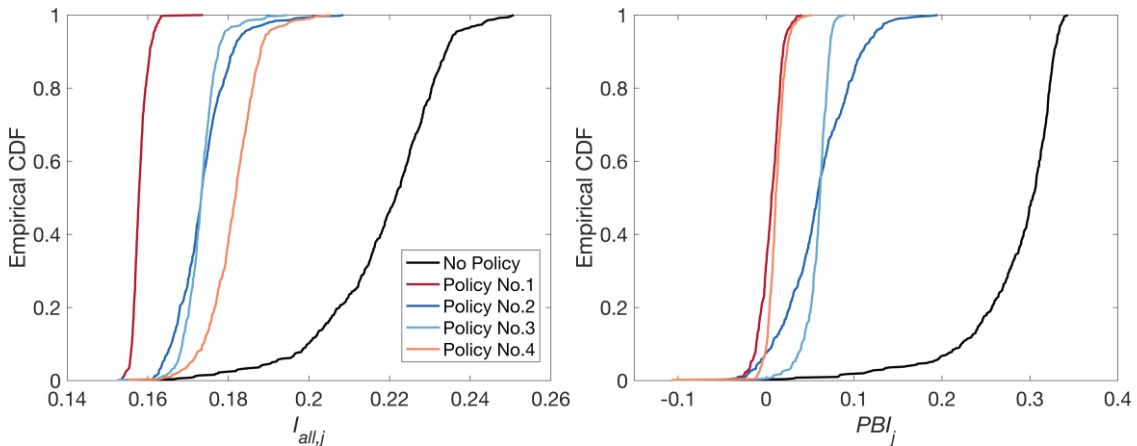 Empirical CDF
1
0.8
0.6
0.4
0.2
0
0.14 0.16 0.18 0.2 0.22 0.24 0.26
I_all,j
No Policy
Policy No.1
Policy No.2
Policy No.3
Policy No.4
Empirical CDF
1
0.8
0.6
0.4
0.2
0
-0.1 0 0.1 0.2 0.3 0.4
PBI_j